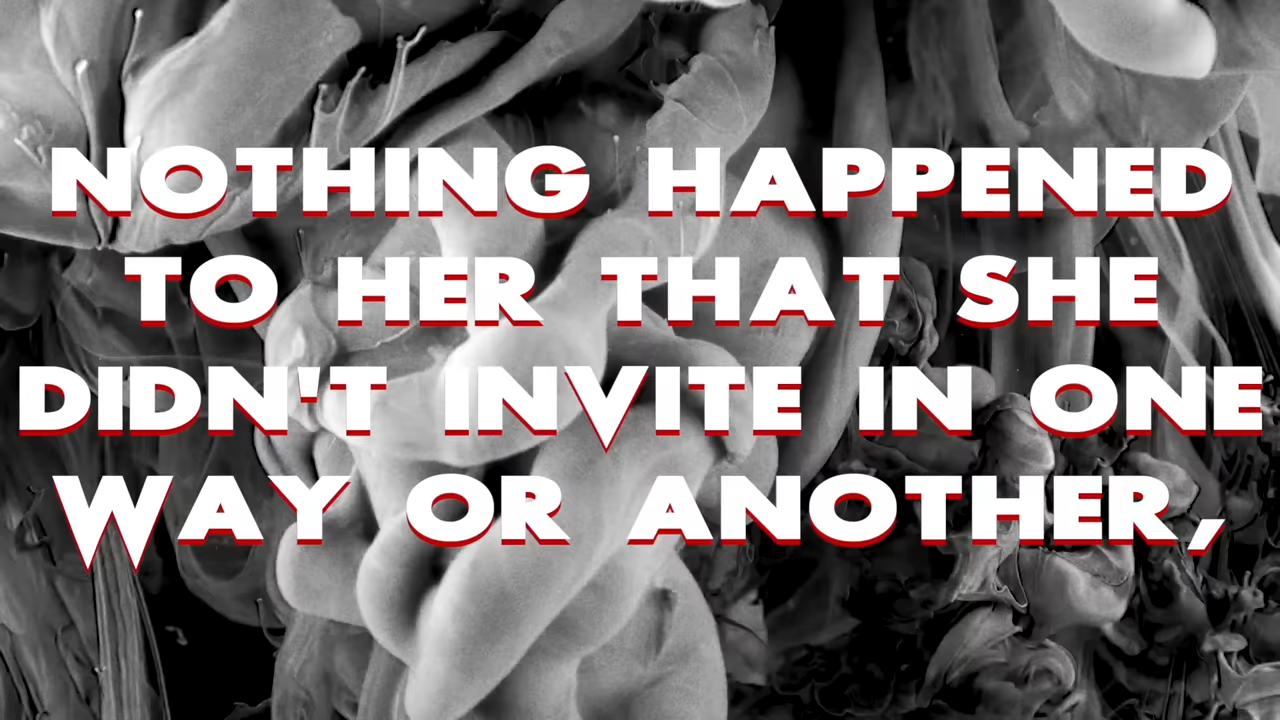 NOTHING HAPPENED
TO HER THAT SHE
DIDN'T INVITE IN ONE
WAY OR ANOTHER,